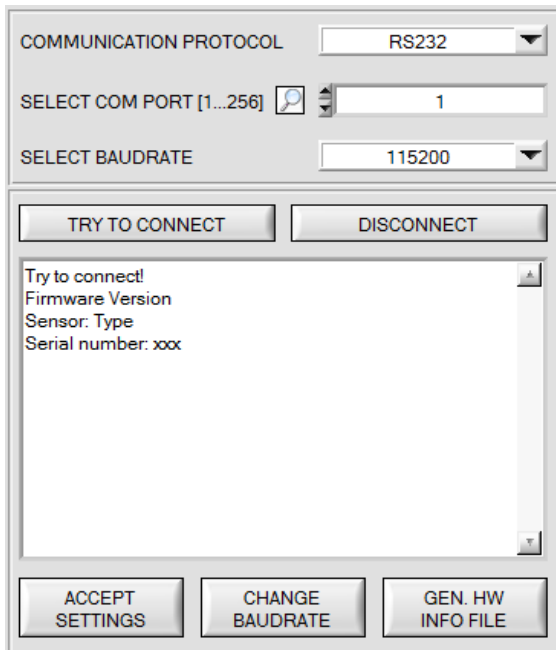 COMMUNICATION PROTOCOL RS232
SELECT COM PORT [1...256] 1
SELECT BAUDRATE 115200
TRY TO CONNECT DISCONNECT
Try to connect!
Firmware Version
Sensor: Type
Serial number: xxx
ACCEPT SETTINGS
CHANGE BAUDRATE
GEN. HW INFO FILE